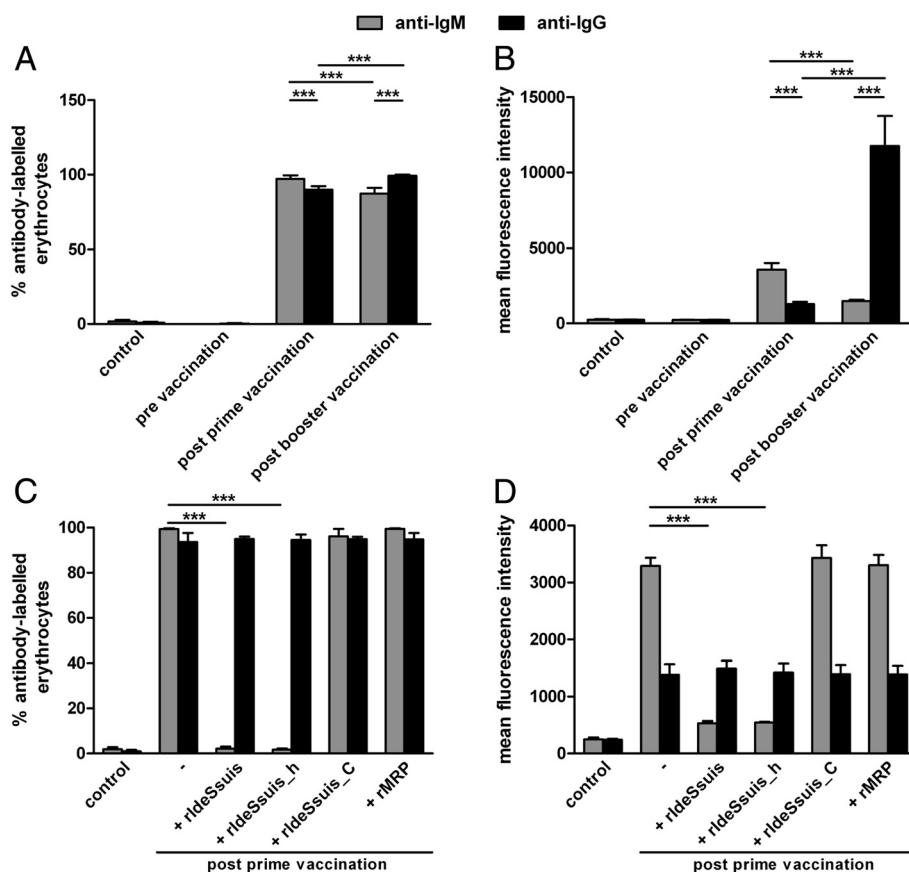 anti-IgM anti-IgG
A
***
***
*** ***
% antibody-labelled
erythrocytes
150
100
50
0
control
pre vaccination
post prime vaccination
post booster vaccination
B
***
***
*** ***
mean fluorescence intensity
15000
10000
5000
0
control
pre vaccination
post prime vaccination
post booster vaccination
C
***
***
% antibody-labelled
erythrocytes
100
80
60
40
20
0
control
-
+ rIdeSsuis
+ rIdeSsuis_h
+ rIdeSsuis_C
+ rMRP
post prime vaccination
D
***
***
mean fluorescence intensity
4000
3000
2000
1000
0
control
-
+ rIdeSsuis
+ rIdeSsuis_h
+ rIdeSsuis_C
+ rMRP
post prime vaccination